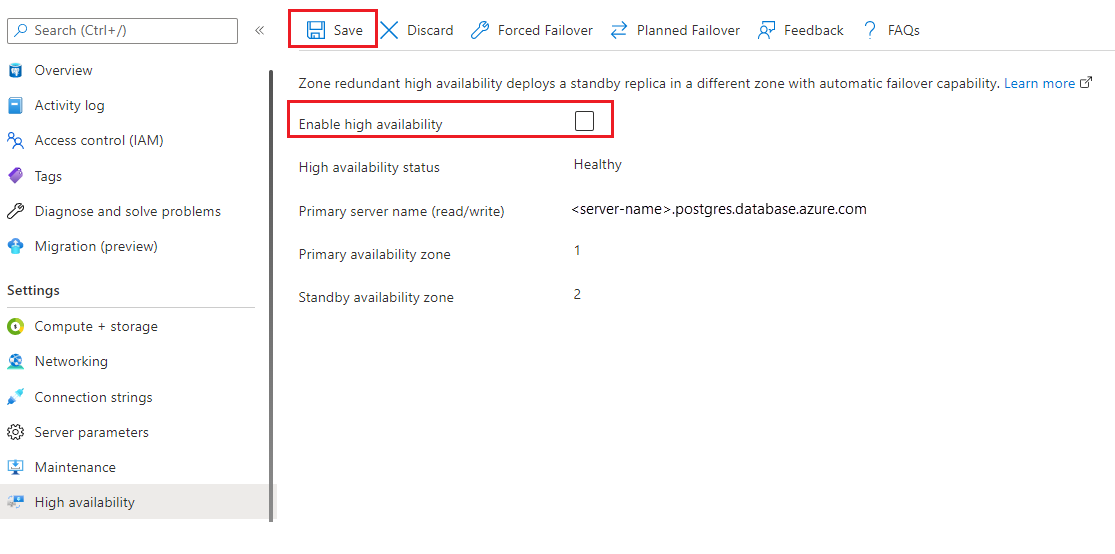 Search (Ctrl+/)
«
Overview
Activity log
Access control (IAM)
Tags
Diagnose and solve problems
Migration (preview)
Settings
Compute + storage
Networking
Connection strings
Server parameters
Maintenance
High availability
Save Discard Forced Failover Planned Failover Feedback FAQs
Zone redundant high availability deploys a standby replica in a different zone with automatic failover capability. Learn more
Enable high availability
High availability status Healthy
Primary server name (read/write) <server-name>.postgres.database.azure.com
Primary availability zone 1
Standby availability zone 2